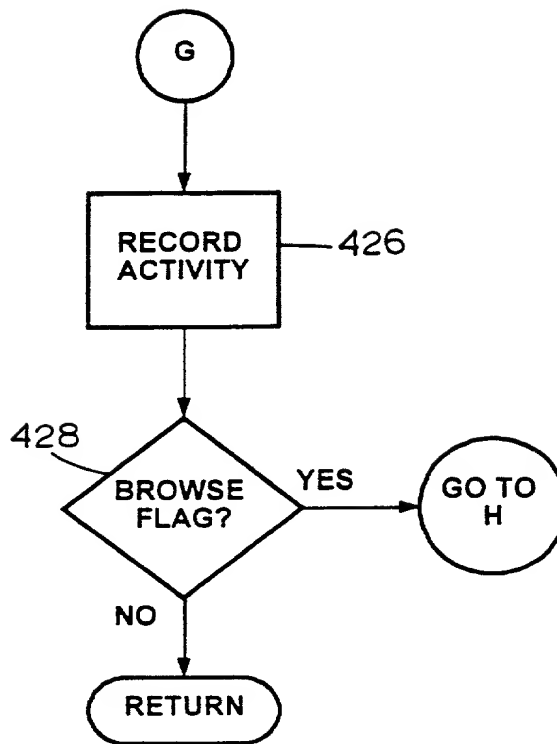 G
RECORD
ACTIVITY
426
428
BROWSE
FLAG?
YES
GO TO
H
NO
RETURN